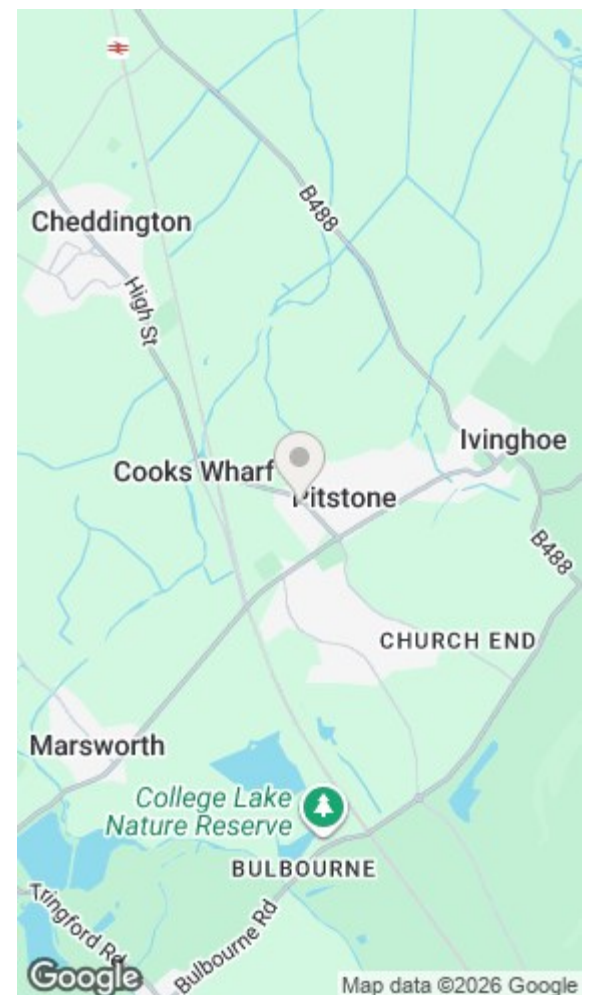 Cheddington
B488
High St
Ivinghoe
Cooks Wharf
Pitstone
B488
CHURCH END
Marsworth
College Lake
Nature Reserve
BULBOURNE
Tringford Rd
Bulbourne Rd
Google
Map data ©2026 Google